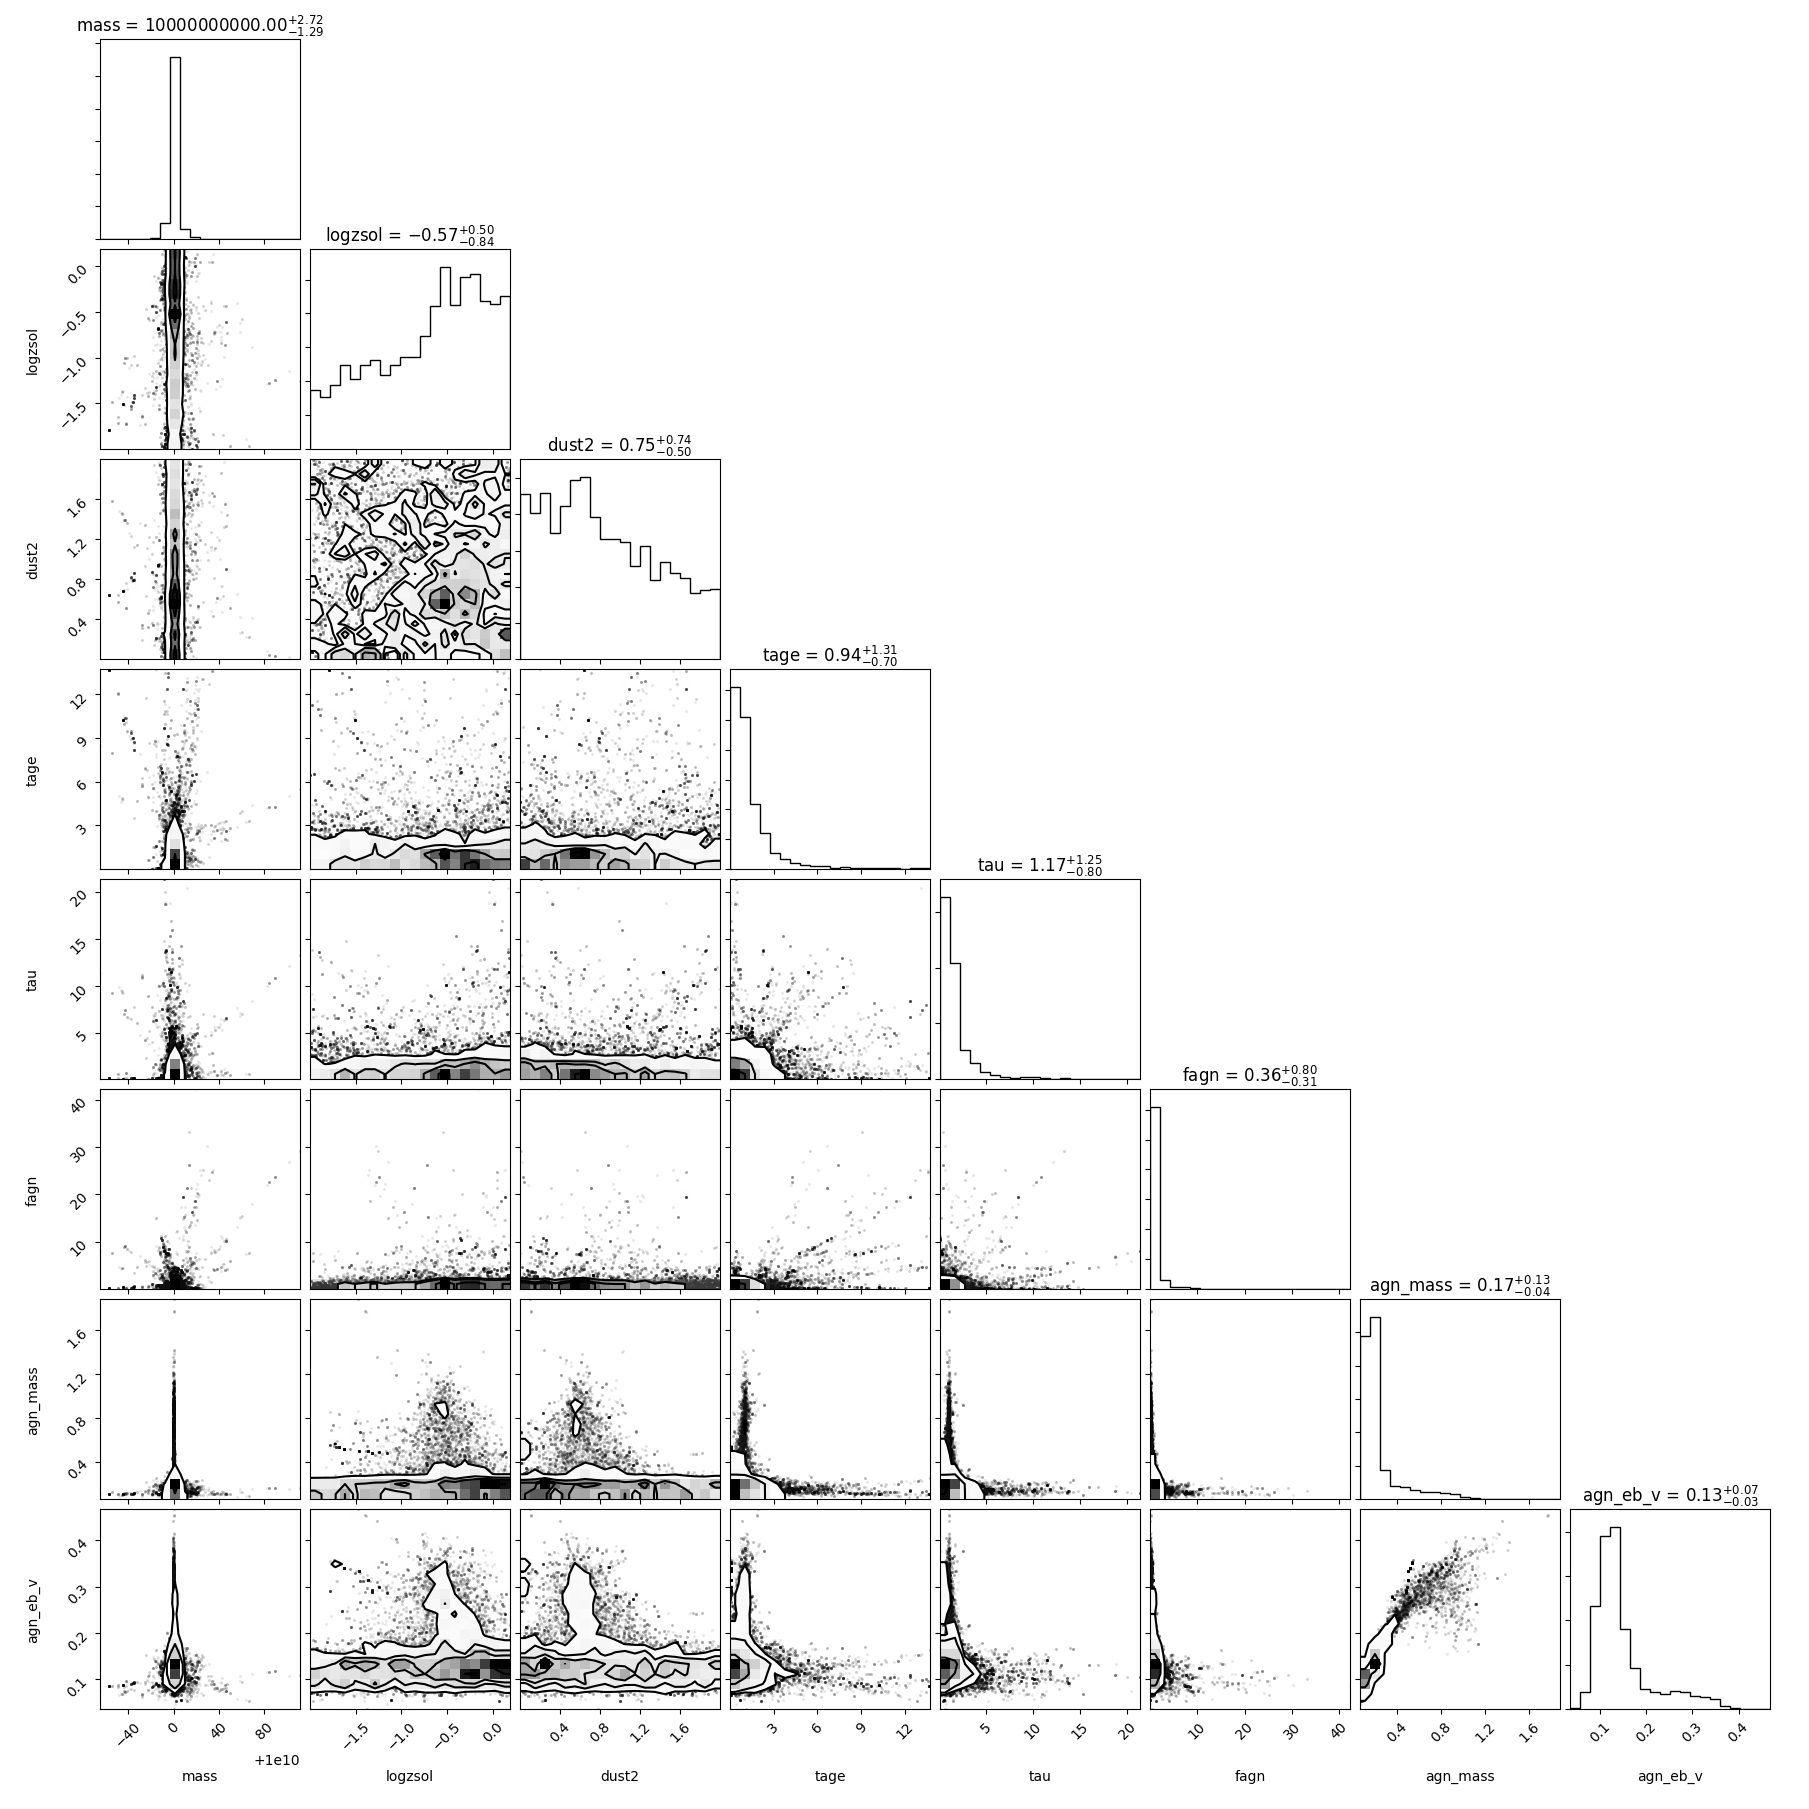 mass = 10000000000.00 +2.72 −1.29
logzsol = −0.57 +0.50 −0.84
0.0
−0.5
−1.0
−1.5
logzsol
dust2 = 0.75 +0.74 −0.50
1.6
1.2
0.8
0.4
dust2
tage = 0.94 +1.31 −0.70
12
9
6
3
tage
tau = 1.17 +1.25 −0.80
20
15
10
5
tau
fagn = 0.36 +0.80 −0.31
40
30
20
10
fagn
agn_mass = 0.17 +0.13 −0.04
1.6
1.2
0.8
0.4
agn_mass
agn_eb_v = 0.13 +0.07 −0.03
0.4
0.3
0.2
0.1
agn_eb_v
−40 0 40 80 −1.5 −1.0 −0.5 0.0 0.4 0.8 1.2 1.6 3 6 9 12 5 10 15 20 10 20 30 40 0.4 0.8 1.2 1.6 0.1 0.2 0.3 0.4
+1e10
mass logzsol dust2 tage tau fagn agn_mass agn_eb_v